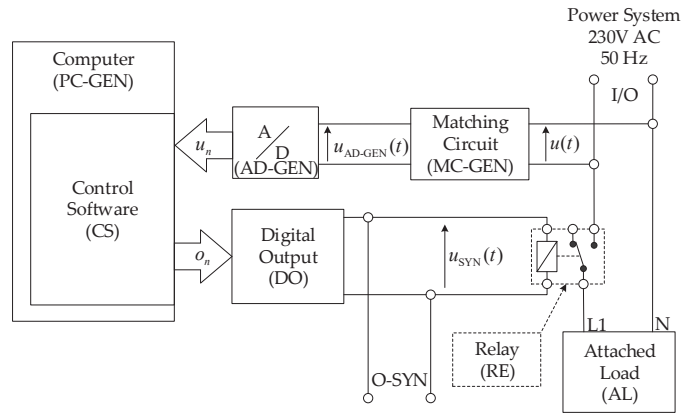 Power System
230V AC
50 Hz
I/O
Computer
(PC-GEN)
Control
Software
(CS)
u_n
A/D
(AD-GEN)
u_AD-GEN(t)
Matching
Circuit
(MC-GEN)
u(t)
o_n
Digital
Output
(DO)
u_SYN(t)
O-SYN
Relay
(RE)
L1
N
Attached
Load
(AL)